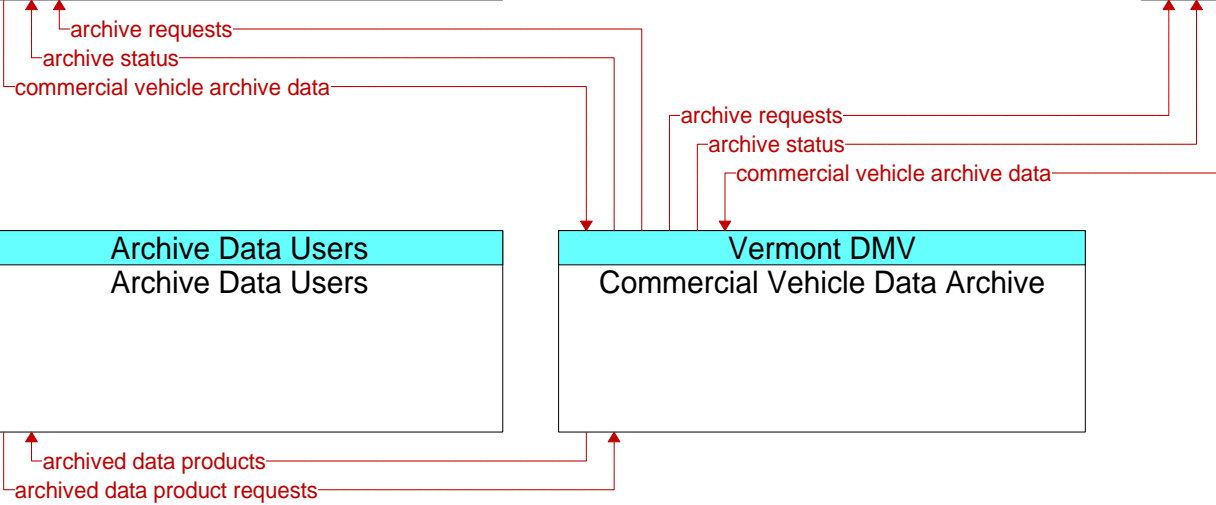 archive requests
archive status
commercial vehicle archive data
archive requests
archive status
commercial vehicle archive data
Archive Data Users
Archive Data Users
Vermont DMV
Commercial Vehicle Data Archive
archived data products
archived data product requests